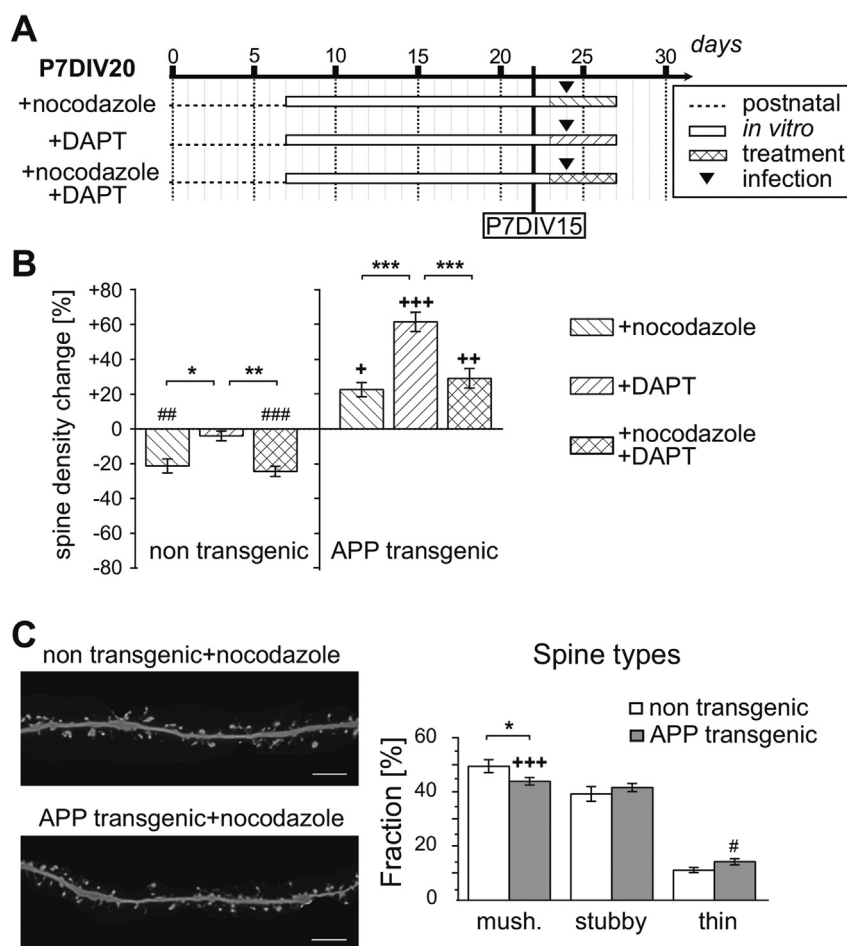 A
0 5 10 15 20 25 30 days
P7DIV20
+nocodazole
+DAPT
+nocodazole
+DAPT
P7DIV15
postnatal
in vitro
treatment
infection
B
spine density change [%]
+80
+60
+40
+20
0
-20
-40
-60
-80
* **
## ###
*** ***
+ +++ ++
non transgenic APP transgenic
+nocodazole
+DAPT
+nocodazole
+DAPT
C
non transgenic+nocodazole
APP transgenic+nocodazole
Spine types
non transgenic
APP transgenic
Fraction [%]
60
40
20
0
*
+++
#
mush. stubby thin